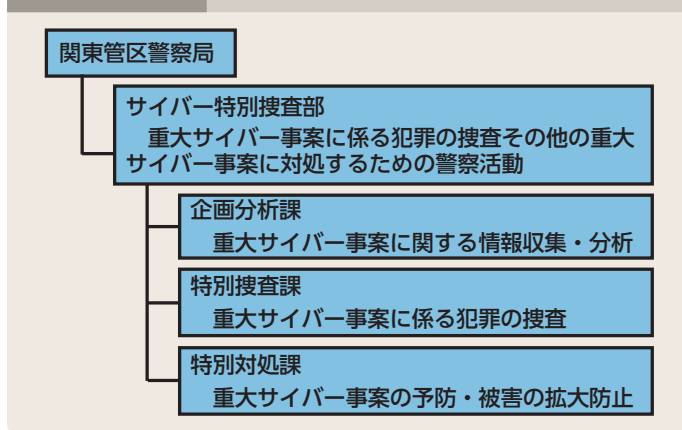 関東管区警察局
サイバー特別捜査部
重大サイバー事案に係る犯罪の捜査その他の重大
サイバー事案に対処するための警察活動
企画分析課
重大サイバー事案に関する情報収集・分析
特別捜査課
重大サイバー事案に係る犯罪の捜査
特別対処課
重大サイバー事案の予防・被害の拡大防止